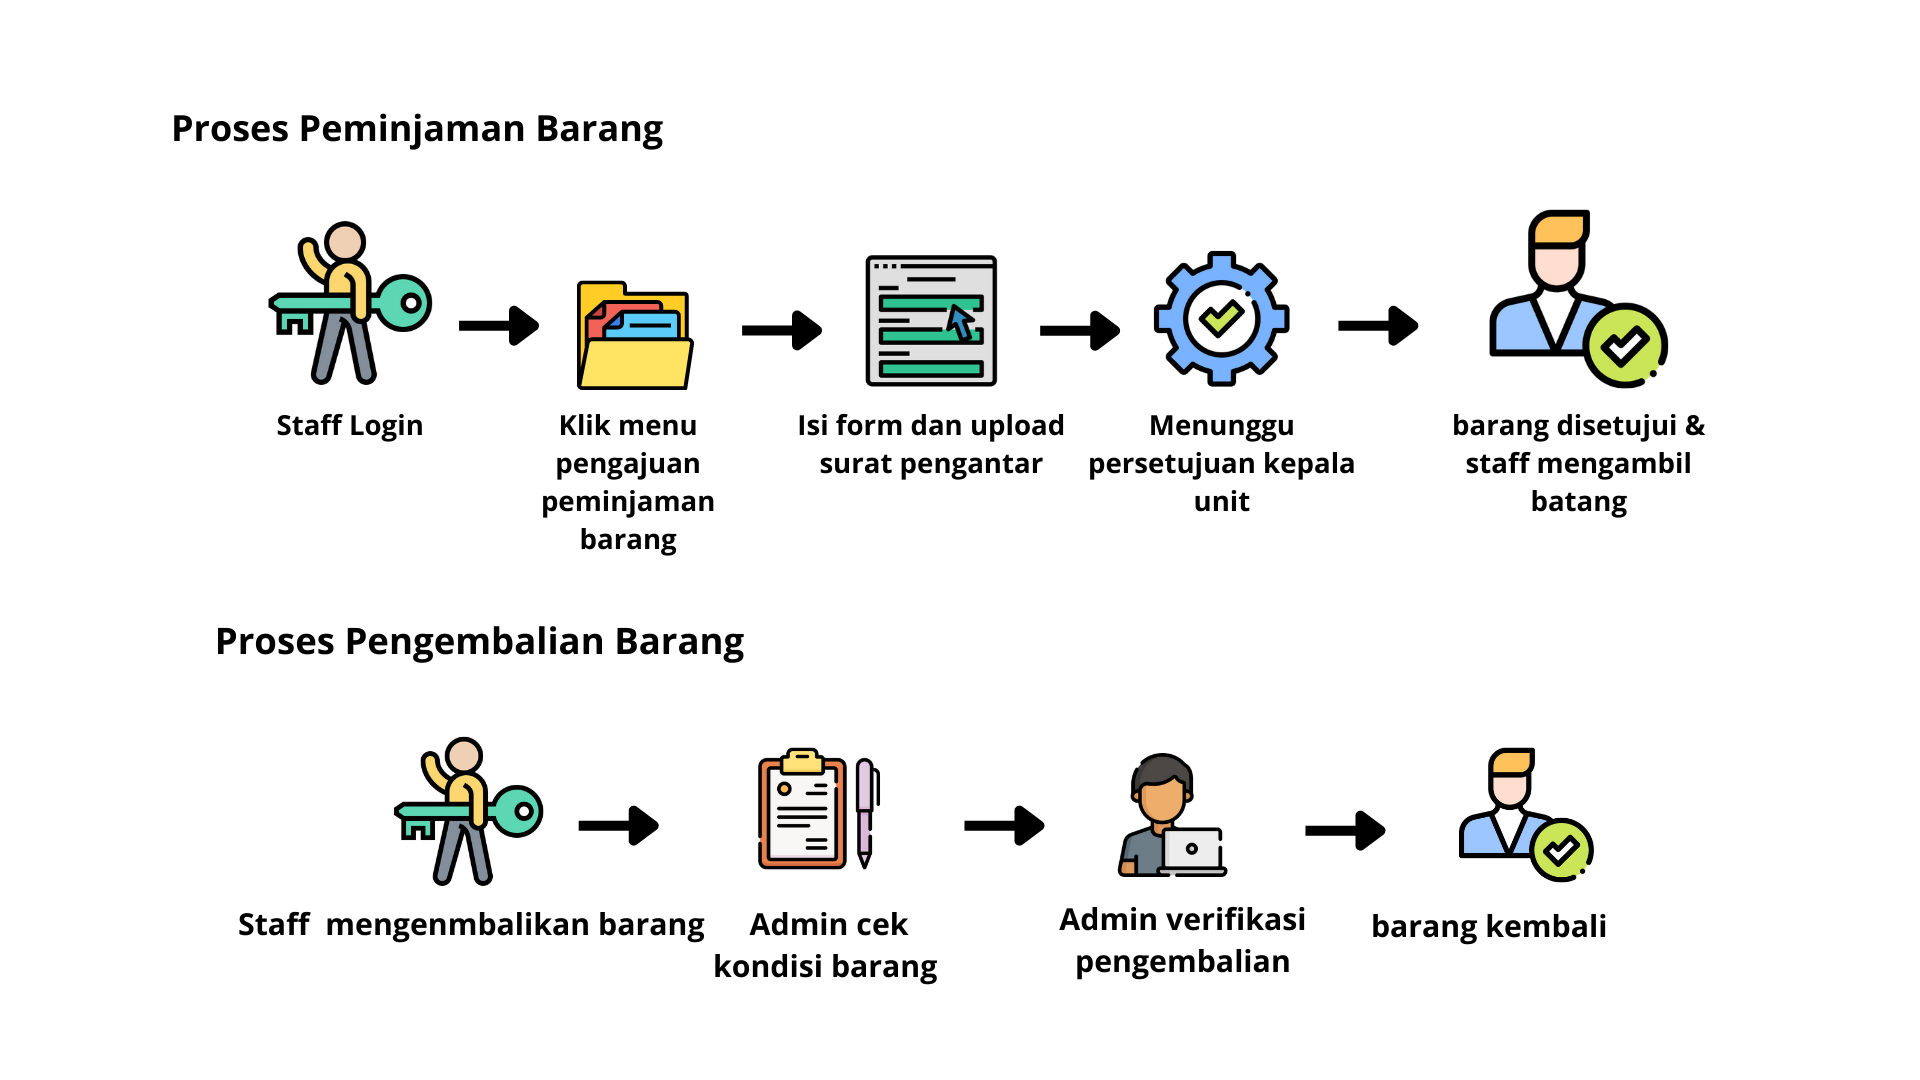 Proses Peminjaman Barang
Staff Login
Klik menu
pengajuan
peminjaman
barang
Isi form dan upload
surat pengantar
Menunggu
persetujuan kepala
unit
barang disetujui &
staff mengambil
batang
Proses Pengembalian Barang
Staff  mengenmbalikan barang
Admin cek
kondisi barang
Admin verifikasi
pengembalian
barang kembali